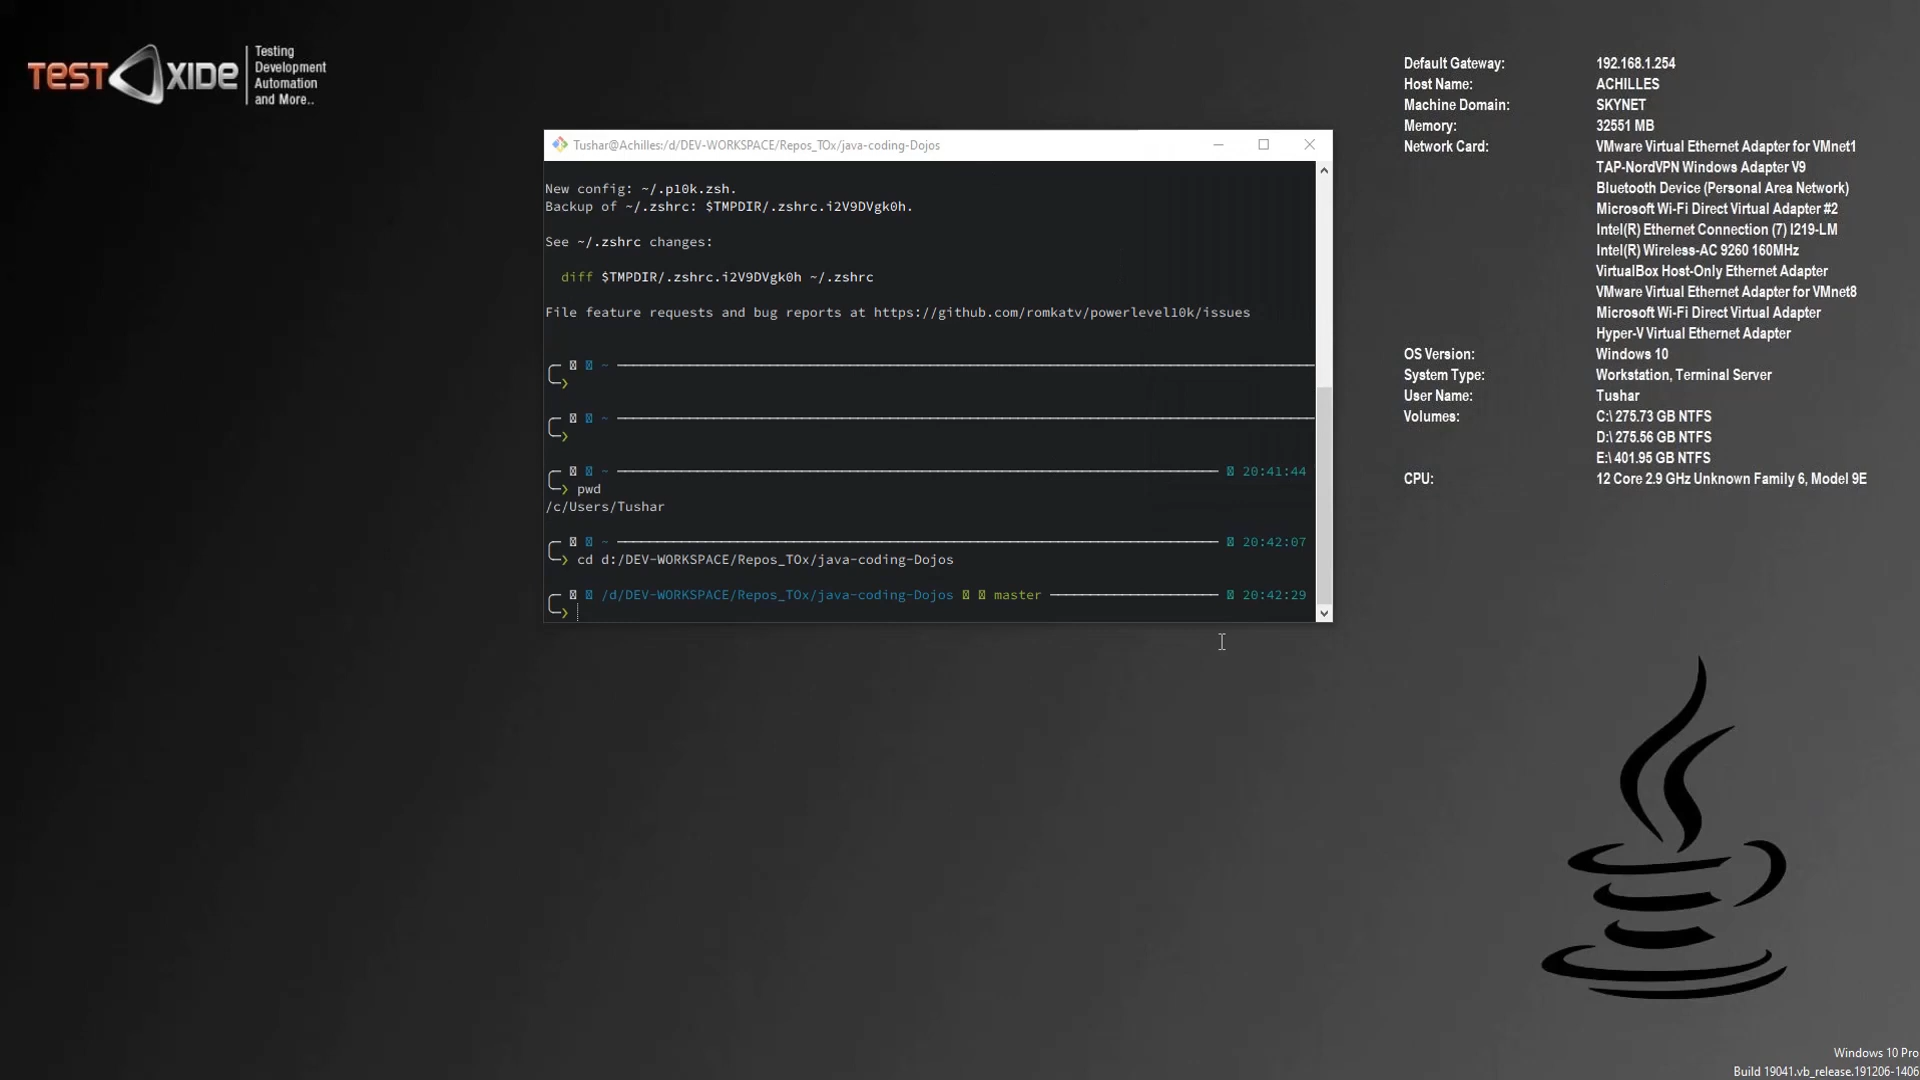 TEST XIDE
Testing
Development
Automation
and More..
Tushar@Achilles:/d/DEV-WORKSPACE/Repos_TOx/java-coding-Dojos
New config: ~/.p10k.zsh.
Backup of ~/.zshrc: $TMPDIR/.zshrc.i2V9DVgk0h.
See ~/.zshrc changes:
diff $TMPDIR/.zshrc.i2V9DVgk0h ~/.zshrc
File feature requests and bug reports at https://github.com/romkatv/powerlevel10k/issues
~
❯
~
❯
~ 20:41:44
❯ pwd
/c/Users/Tushar
~ 20:42:07
❯ cd d:/DEV-WORKSPACE/Repos_TOx/java-coding-Dojos
/d/DEV-WORKSPACE/Repos_TOx/java-coding-Dojos master 20:42:29
❯
Default Gateway: 192.168.1.254
Host Name: ACHILLES
Machine Domain: SKYNET
Memory: 32551 MB
Network Card: VMware Virtual Ethernet Adapter for VMnet1
TAP-NordVPN Windows Adapter V9
Bluetooth Device (Personal Area Network)
Microsoft Wi-Fi Direct Virtual Adapter #2
Intel(R) Ethernet Connection (7) I219-LM
Intel(R) Wireless-AC 9260 160MHz
VirtualBox Host-Only Ethernet Adapter
VMware Virtual Ethernet Adapter for VMnet8
Microsoft Wi-Fi Direct Virtual Adapter
Hyper-V Virtual Ethernet Adapter
OS Version: Windows 10
System Type: Workstation, Terminal Server
User Name: Tushar
Volumes: C:\ 275.73 GB NTFS
D:\ 275.56 GB NTFS
E:\ 401.95 GB NTFS
CPU: 12 Core 2.9 GHz Unknown Family 6, Model 9E
Windows 10 Pro
Build 19041.vb_release.191206-1406